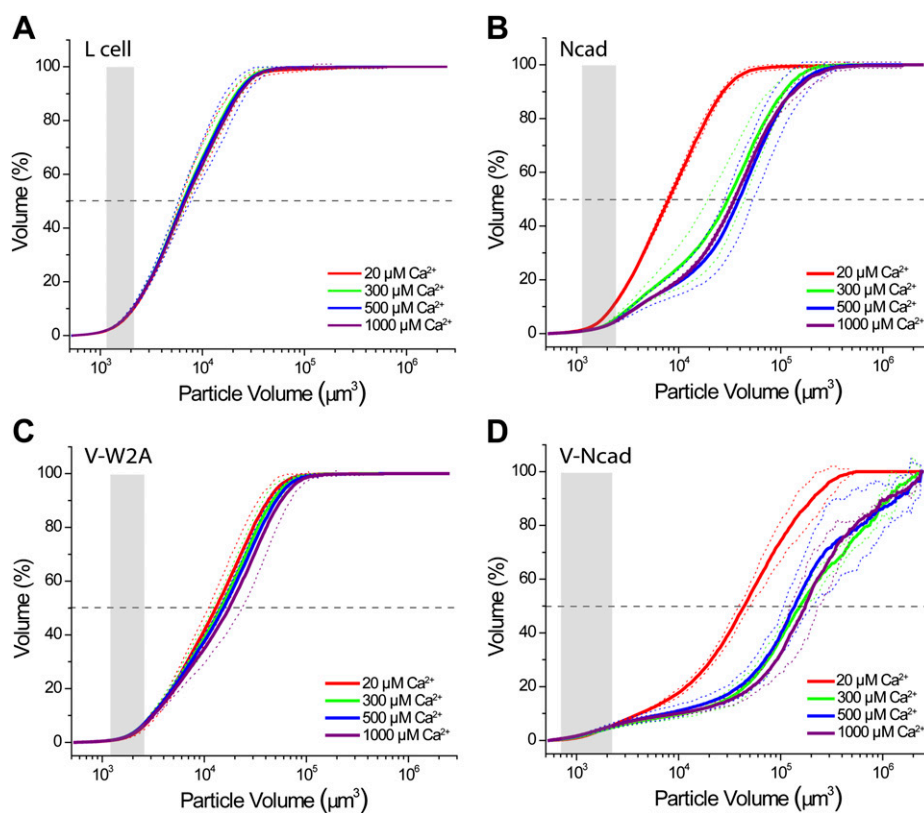 A
L cell
Volume (%)
100
80
60
40
20
0
20 µM Ca²⁺
300 µM Ca²⁺
500 µM Ca²⁺
1000 µM Ca²⁺
10³ 10⁴ 10⁵ 10⁶
Particle Volume (µm³)
B
Ncad
Volume (%)
100
80
60
40
20
0
20 µM Ca²⁺
300 µM Ca²⁺
500 µM Ca²⁺
1000 µM Ca²⁺
10³ 10⁴ 10⁵ 10⁶
Particle Volume (µm³)
C
V-W2A
Volume (%)
100
80
60
40
20
0
20 µM Ca²⁺
300 µM Ca²⁺
500 µM Ca²⁺
1000 µM Ca²⁺
10³ 10⁴ 10⁵ 10⁶
Particle Volume (µm³)
D
V-Ncad
Volume (%)
100
80
60
40
20
0
20 µM Ca²⁺
300 µM Ca²⁺
500 µM Ca²⁺
1000 µM Ca²⁺
10³ 10⁴ 10⁵ 10⁶
Particle Volume (µm³)